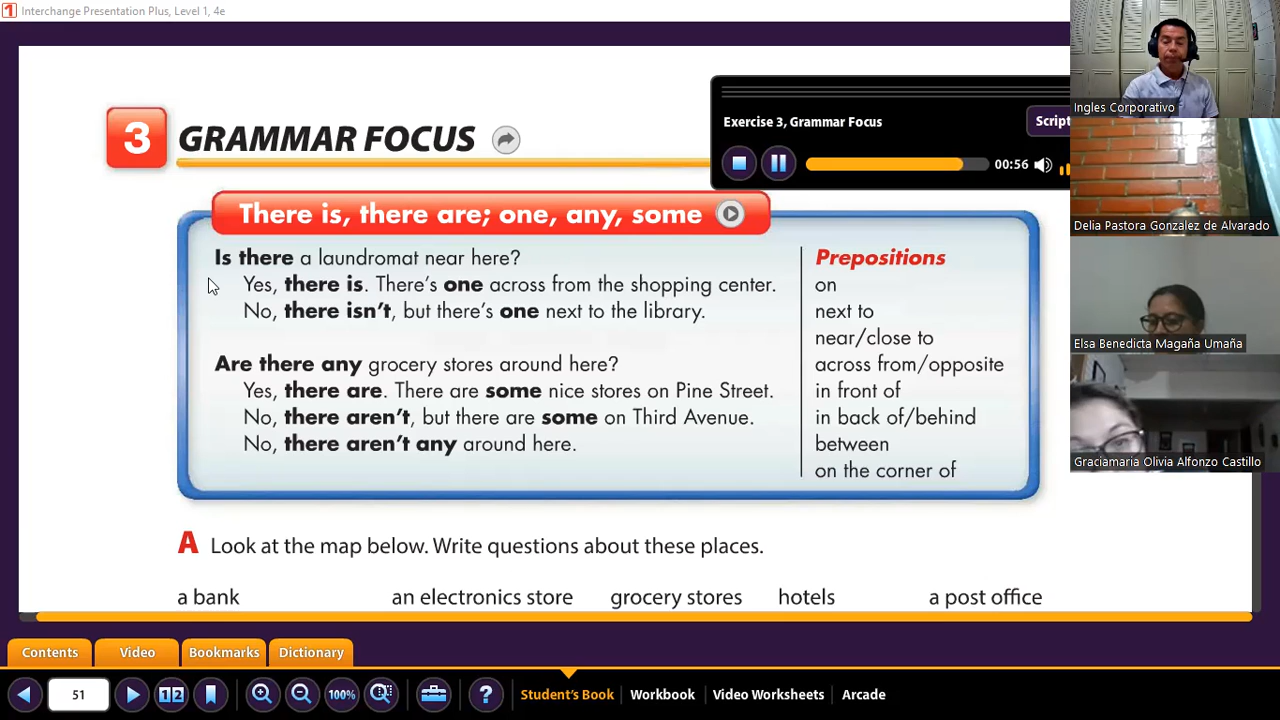 Interchange Presentation Plus, Level 1, 4e
3 GRAMMAR FOCUS
Exercise 3, Grammar Focus
Script
00:56
There is, there are; one, any, some
Is there a laundromat near here?
Yes, there is. There's one across from the shopping center.
No, there isn't, but there's one next to the library.
Are there any grocery stores around here?
Yes, there are. There are some nice stores on Pine Street.
No, there aren't, but there are some on Third Avenue.
No, there aren't any around here.
Prepositions
on
next to
near/close to
across from/opposite
in front of
in back of/behind
between
on the corner of
A Look at the map below. Write questions about these places.
a bank an electronics store grocery stores hotels a post office
Ingles Corporativo
Delia Pastora Gonzalez de Alvarado
Elsa Benedicta Magaña Umaña
Graciamaria Olivia Alfonzo Castillo
Contents Video Bookmarks Dictionary
51 1 2 100% ? Student's Book Workbook Video Worksheets Arcade